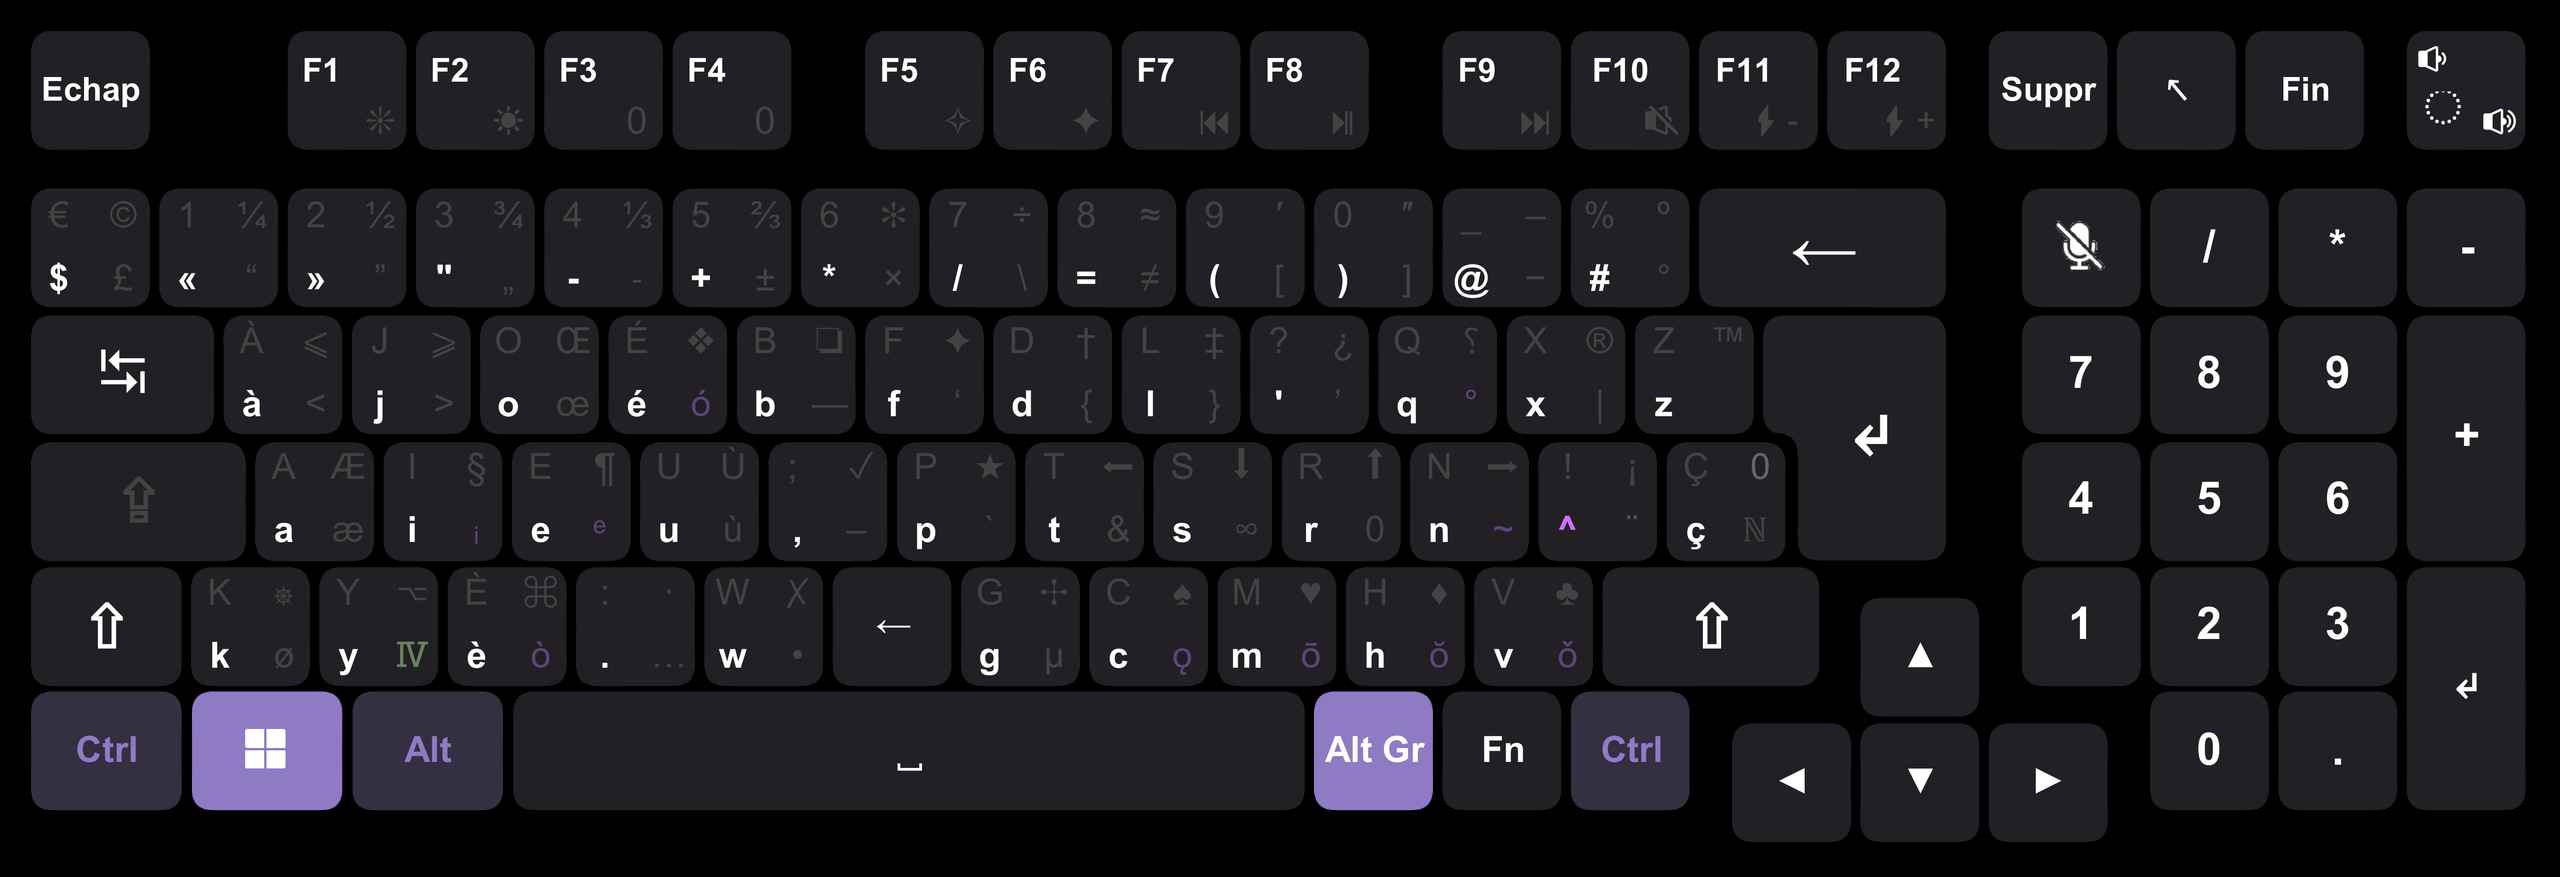 Echap F1 F2 F3 0 F4 0 F5 F6 F7 F8 F9 F10 F11 - F12 + Suppr ↖ Fin
€ © 1 ¼ 2 ½ 3 ¾ 4 ⅓ 5 ⅔ 6 ✻ 7 ÷ 8 ≈ 9 ′ 0 ″ _ – % º
$ £ « “ » ” " „ - - + ± * × / \ = ≠ ( [ ) ] @ − # ° ← / * -
À ⩽ J ⩾ O Œ É ❖ B ❏ F ✦ D † L ‡ ? ¿ Q ⸮ X ® Z ™
à < j > o œ é ó b — f ‘ d { l } ' ’ q ° x | z 7 8 9 +
A Æ I § E ¶ U Ù ; ✓ P ★ T ← S ↓ R ↑ N → ! ¡ Ç 0
a æ i i e e u ù , – p ` t & s ∞ r 0 n ~ ^ ¨ ç ℕ 4 5 6
K ⎈ Y ⌥ È ⌘ : · W ✗ G ✢ C ♠ M ♥ H ♦ V ♣
k ø y Ⅳ è ò . … w • ← g µ c ǫ m ō h ŏ v ǒ ▲ 1 2 3
Ctrl Alt Alt Gr Fn Ctrl ◄ ▼ ► 0 .